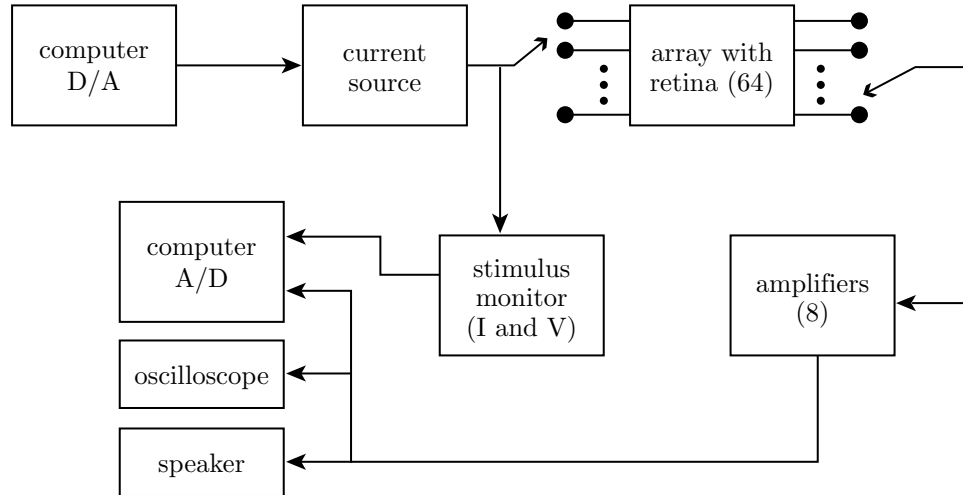 computer
D/A
current
source
array with
retina (64)
computer
A/D
stimulus
monitor
(I and V)
amplifiers
(8)
oscilloscope
speaker